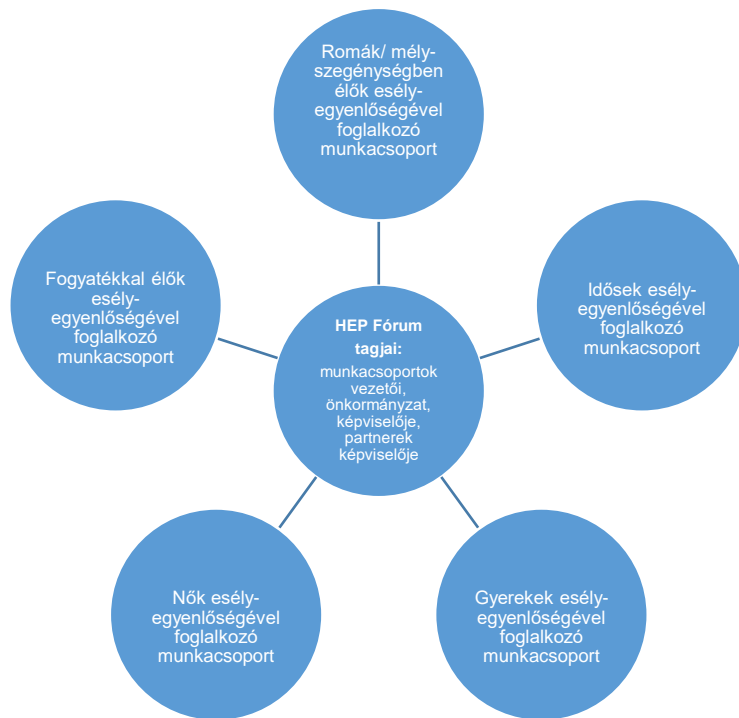 Romák/ mély-
szegénységben
élők esély-
egyenlőségével
foglalkozó
munkacsoport
Fogyatékkal élők
esély-
egyenlőségével
foglalkozó
munkacsoport
Idősek esély-
egyenlőségével
foglalkozó
munkacsoport
HEP Fórum
tagjai:
munkacsoportok
vezetői,
önkormányzat,
képviselője,
partnerek
képviselője
Nők esély-
egyenlőségével
foglalkozó
munkacsoport
Gyerekek esély-
egyenlőségével
foglalkozó
munkacsoport